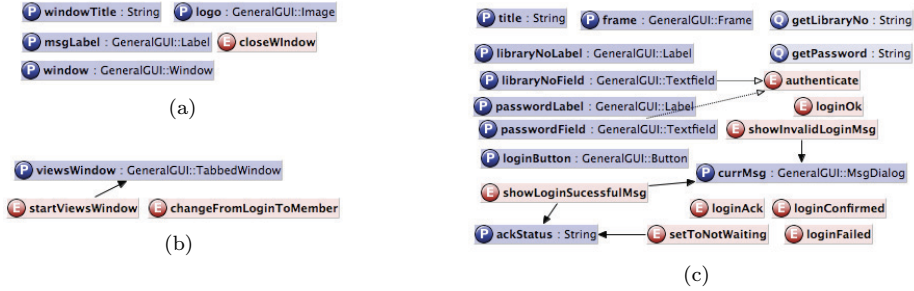 P windowTitle : String P logo : GeneralGUI::Image
P msgLabel : GeneralGUI::Label E closeWIndow
P window : GeneralGUI::Window
(a)
P viewsWindow : GeneralGUI::TabbedWindow
E startViewsWindow E changeFromLoginToMember
(b)
P title : String P frame : GeneralGUI::Frame Q getLibraryNo : String
P libraryNoLabel : GeneralGUI::Label Q getPassword : String
P libraryNoField : GeneralGUI::Textfield E authenticate
P passwordLabel : GeneralGUI::Label E loginOk
P passwordField : GeneralGUI::Textfield E showInvalidLoginMsg
P loginButton : GeneralGUI::Button
P currMsg : GeneralGUI::MsgDialog
E showLoginSucessfulMsg
E loginAck E loginConfirmed
P ackStatus : String E setToNotWaiting E loginFailed
(c)